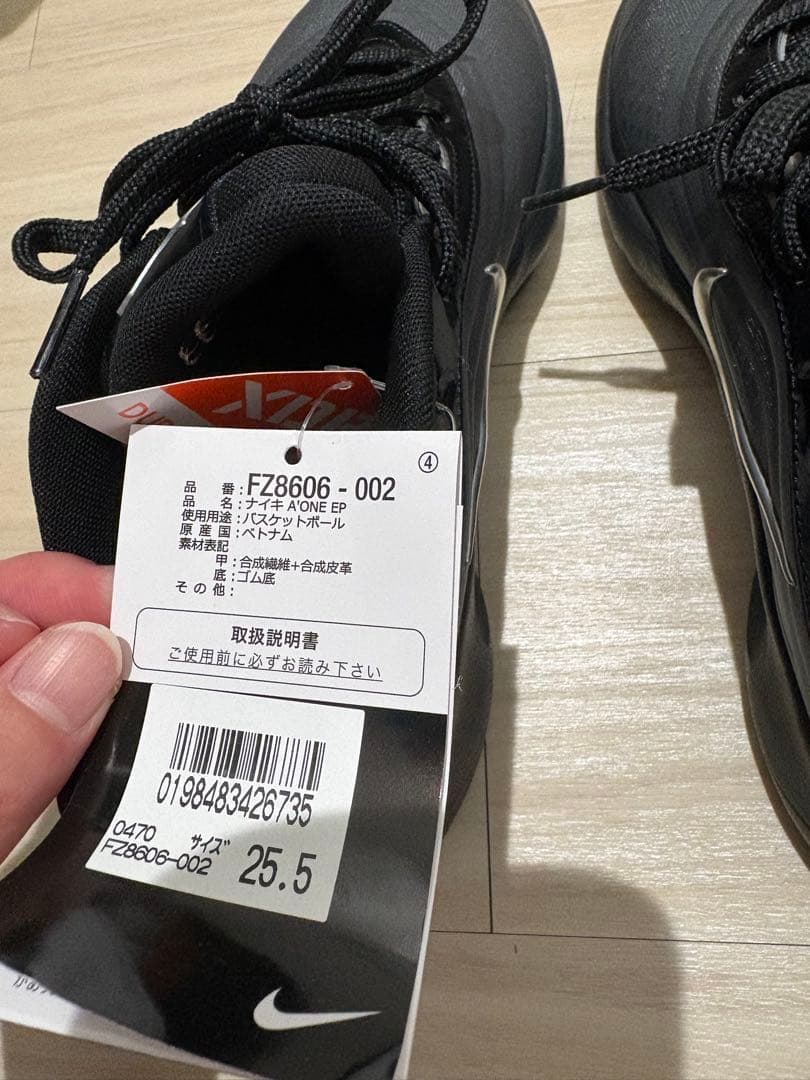 ④
品番：FZ8606-002
品名：ナイキ A'ONE EP
使用用途：バスケットボール
原産国：ベトナム
素材表記
甲：合成繊維+合成皮革
底：ゴム底
その他：
取扱説明書
ご使用前に必ずお読み下さい
0198483426735
0470 サイズ
FZ8606-002 25.5